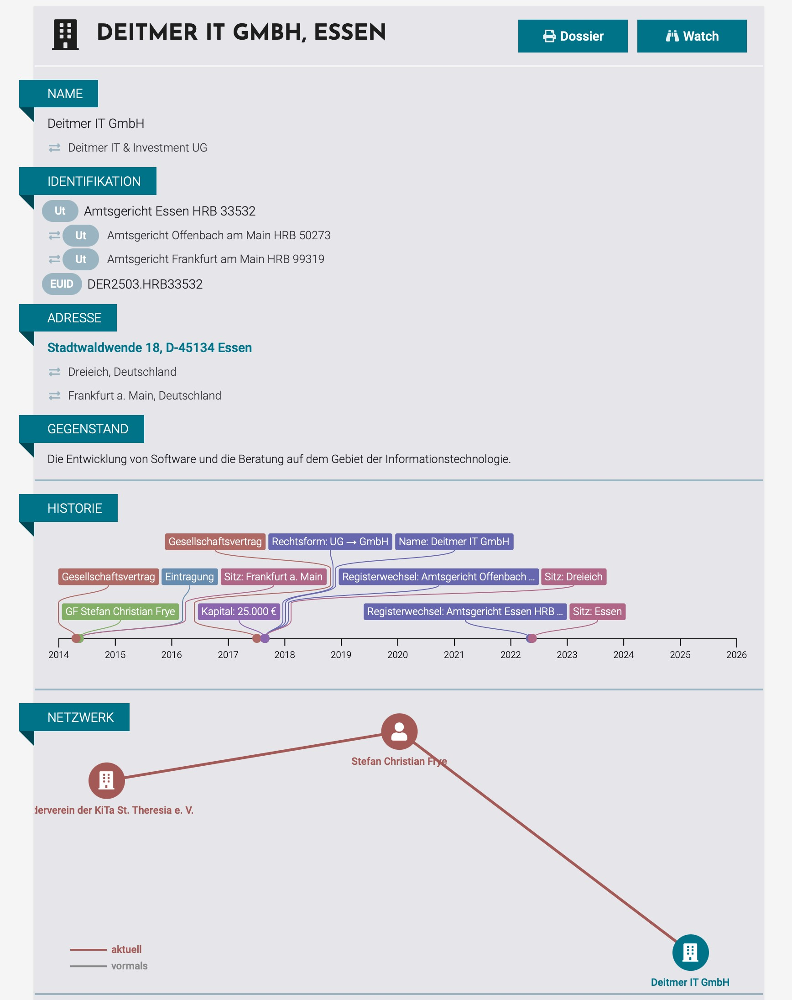 DEITMER IT GMBH, ESSEN
Dossier
Watch
NAME
Deitmer IT GmbH
Deitmer IT & Investment UG
IDENTIFIKATION
Ut Amtsgericht Essen HRB 33532
Ut Amtsgericht Offenbach am Main HRB 50273
Ut Amtsgericht Frankfurt am Main HRB 99319
EUID DER2503.HRB33532
ADRESSE
Stadtwaldwende 18, D-45134 Essen
Dreieich, Deutschland
Frankfurt a. Main, Deutschland
GEGENSTAND
Die Entwicklung von Software und die Beratung auf dem Gebiet der Informationstechnologie.
HISTORIE
Gesellschaftsvertrag Rechtsform: UG → GmbH Name: Deitmer IT GmbH
Gesellschaftsvertrag Eintragung Sitz: Frankfurt a. Main Registerwechsel: Amtsgericht Offenbach ... Sitz: Dreieich
GF Stefan Christian Frye Kapital: 25.000 € Registerwechsel: Amtsgericht Essen HRB ... Sitz: Essen
2014 2015 2016 2017 2018 2019 2020 2021 2022 2023 2024 2025 2026
NETZWERK
Stefan Christian Frye
derverein der KiTa St. Theresia e. V.
aktuell
vormals
Deitmer IT GmbH